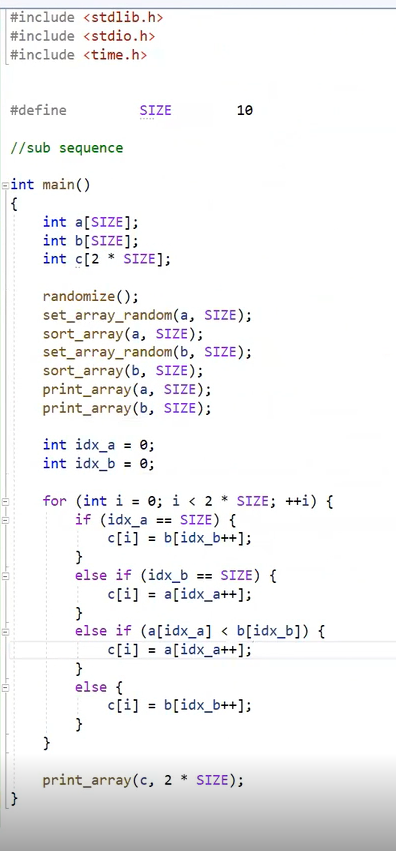 #include <stdlib.h>
#include <stdio.h>
#include <time.h>
#define SIZE 10
//sub sequence
int main()
{
int a[SIZE];
int b[SIZE];
int c[2 * SIZE];
randomize();
set_array_random(a, SIZE);
sort_array(a, SIZE);
set_array_random(b, SIZE);
sort_array(b, SIZE);
print_array(a, SIZE);
print_array(b, SIZE);
int idx_a = 0;
int idx_b = 0;
for (int i = 0; i < 2 * SIZE; ++i) {
if (idx_a == SIZE) {
c[i] = b[idx_b++];
}
else if (idx_b == SIZE) {
c[i] = a[idx_a++];
}
else if (a[idx_a] < b[idx_b]) {
c[i] = a[idx_a++];
}
else {
c[i] = b[idx_b++];
}
}
print_array(c, 2 * SIZE);
}